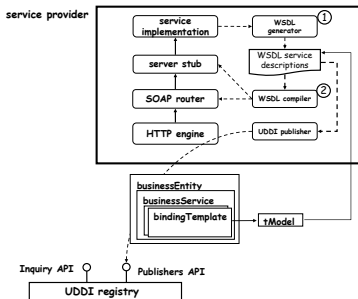 service provider
service
implementation
WSDL
generator
1
server stub
WSDL service
descriptions
SOAP router
WSDL compiler
2
HTTP engine
UDDI publisher
businessEntity
businessService
bindingTemplate
tModel
Inquiry API
Publishers API
UDDI registry